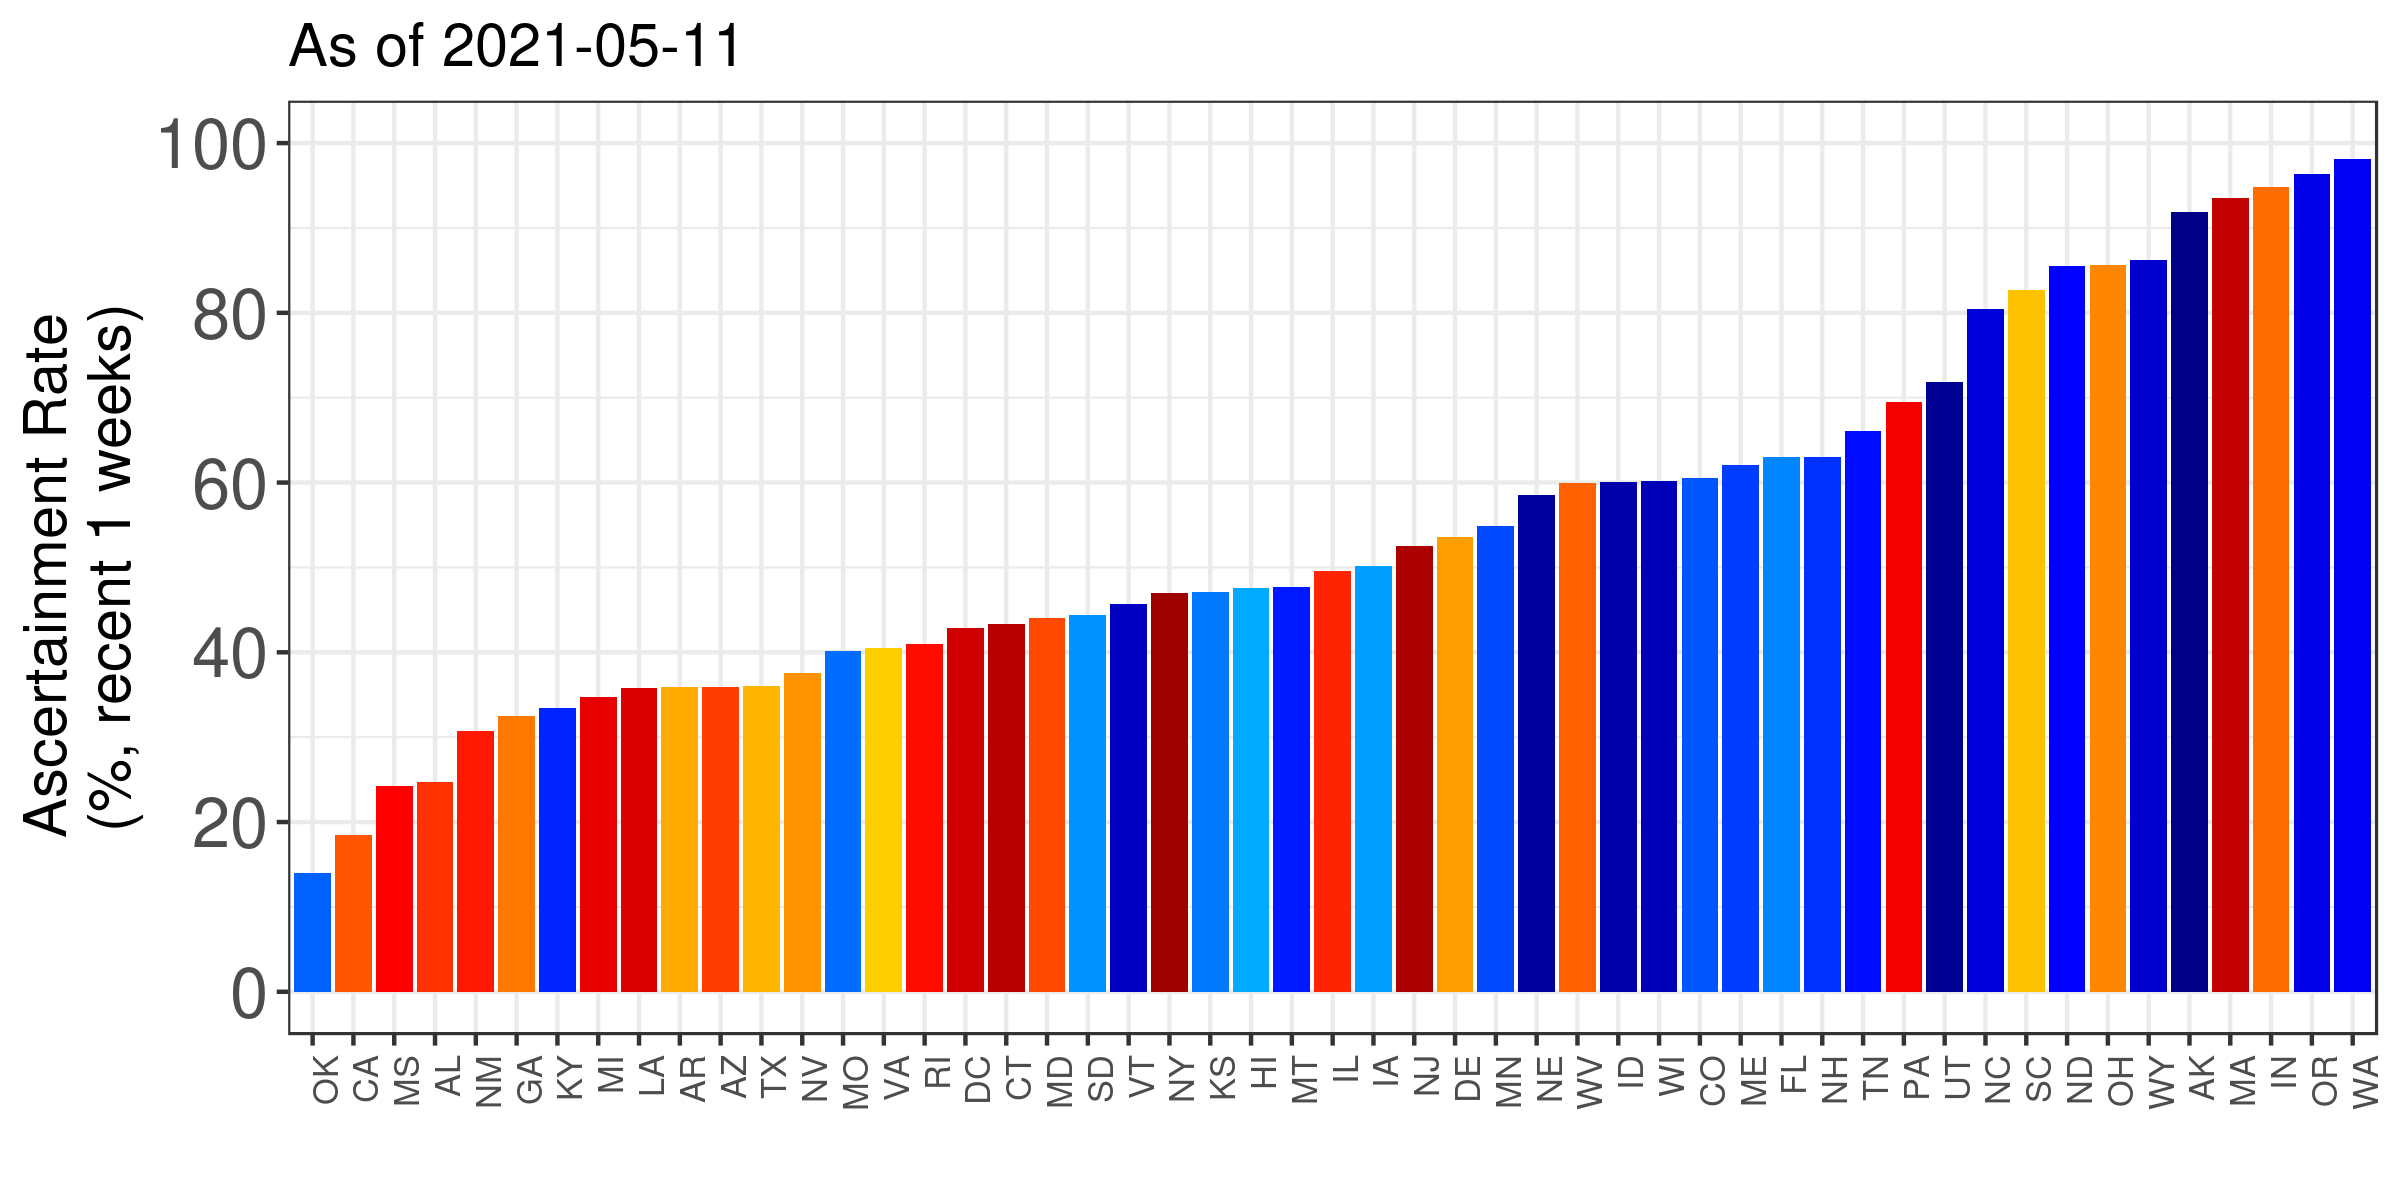 As of 2021-05-11
Ascertainment Rate
(%, recent 1 weeks)
100
80
60
40
20
0
OK CA MS AL NM GA KY MI LA AR AZ TX NV MO VA RI DC CT MD SD VT NY KS HI MT IL IA NJ DE MN NE WV ID WI CO ME FL NH TN PA UT NC SC ND OH WY AK MA IN OR WA